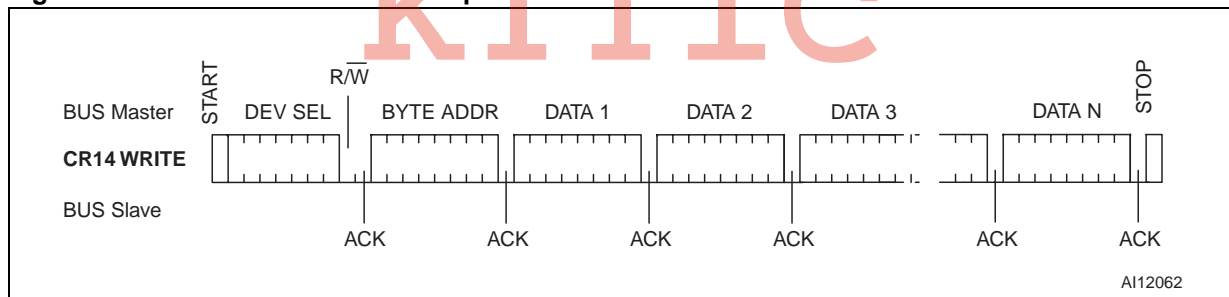 R/W
START
STOP
BUS Master
DEV SEL
BYTE ADDR
DATA 1
DATA 2
DATA 3
DATA N
CR14 WRITE
BUS Slave
ACK
ACK
ACK
ACK
ACK
ACK
AI12062